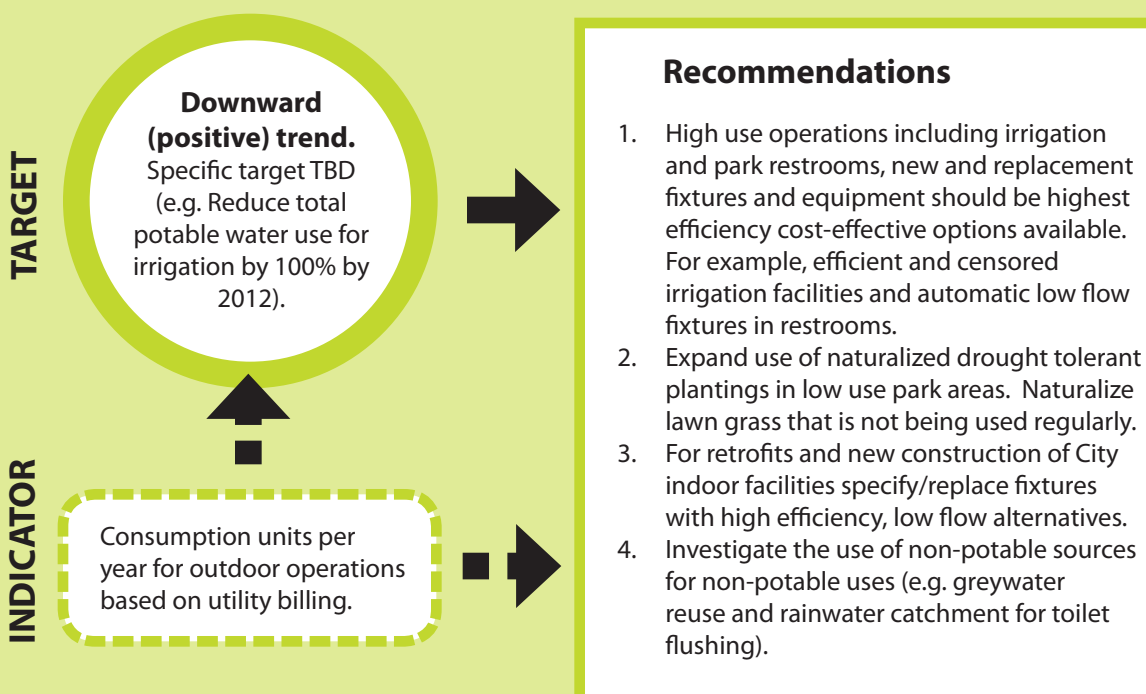 TARGET
Downward
(positive) trend.
Specific target TBD
(e.g. Reduce total
potable water use for
irrigation by 100% by
2012).
INDICATOR
Consumption units per
year for outdoor operations
based on utility billing.
Recommendations
1. High use operations including irrigation
and park restrooms, new and replacement
fixtures and equipment should be highest
efficiency cost-effective options available.
For example, efficient and censored
irrigation facilities and automatic low flow
fixtures in restrooms.
2. Expand use of naturalized drought tolerant
plantings in low use park areas.  Naturalize
lawn grass that is not being used regularly.
3. For retrofits and new construction of City
indoor facilities specify/replace fixtures
with high efficiency, low flow alternatives.
4. Investigate the use of non-potable sources
for non-potable uses (e.g. greywater
reuse and rainwater catchment for toilet
flushing).